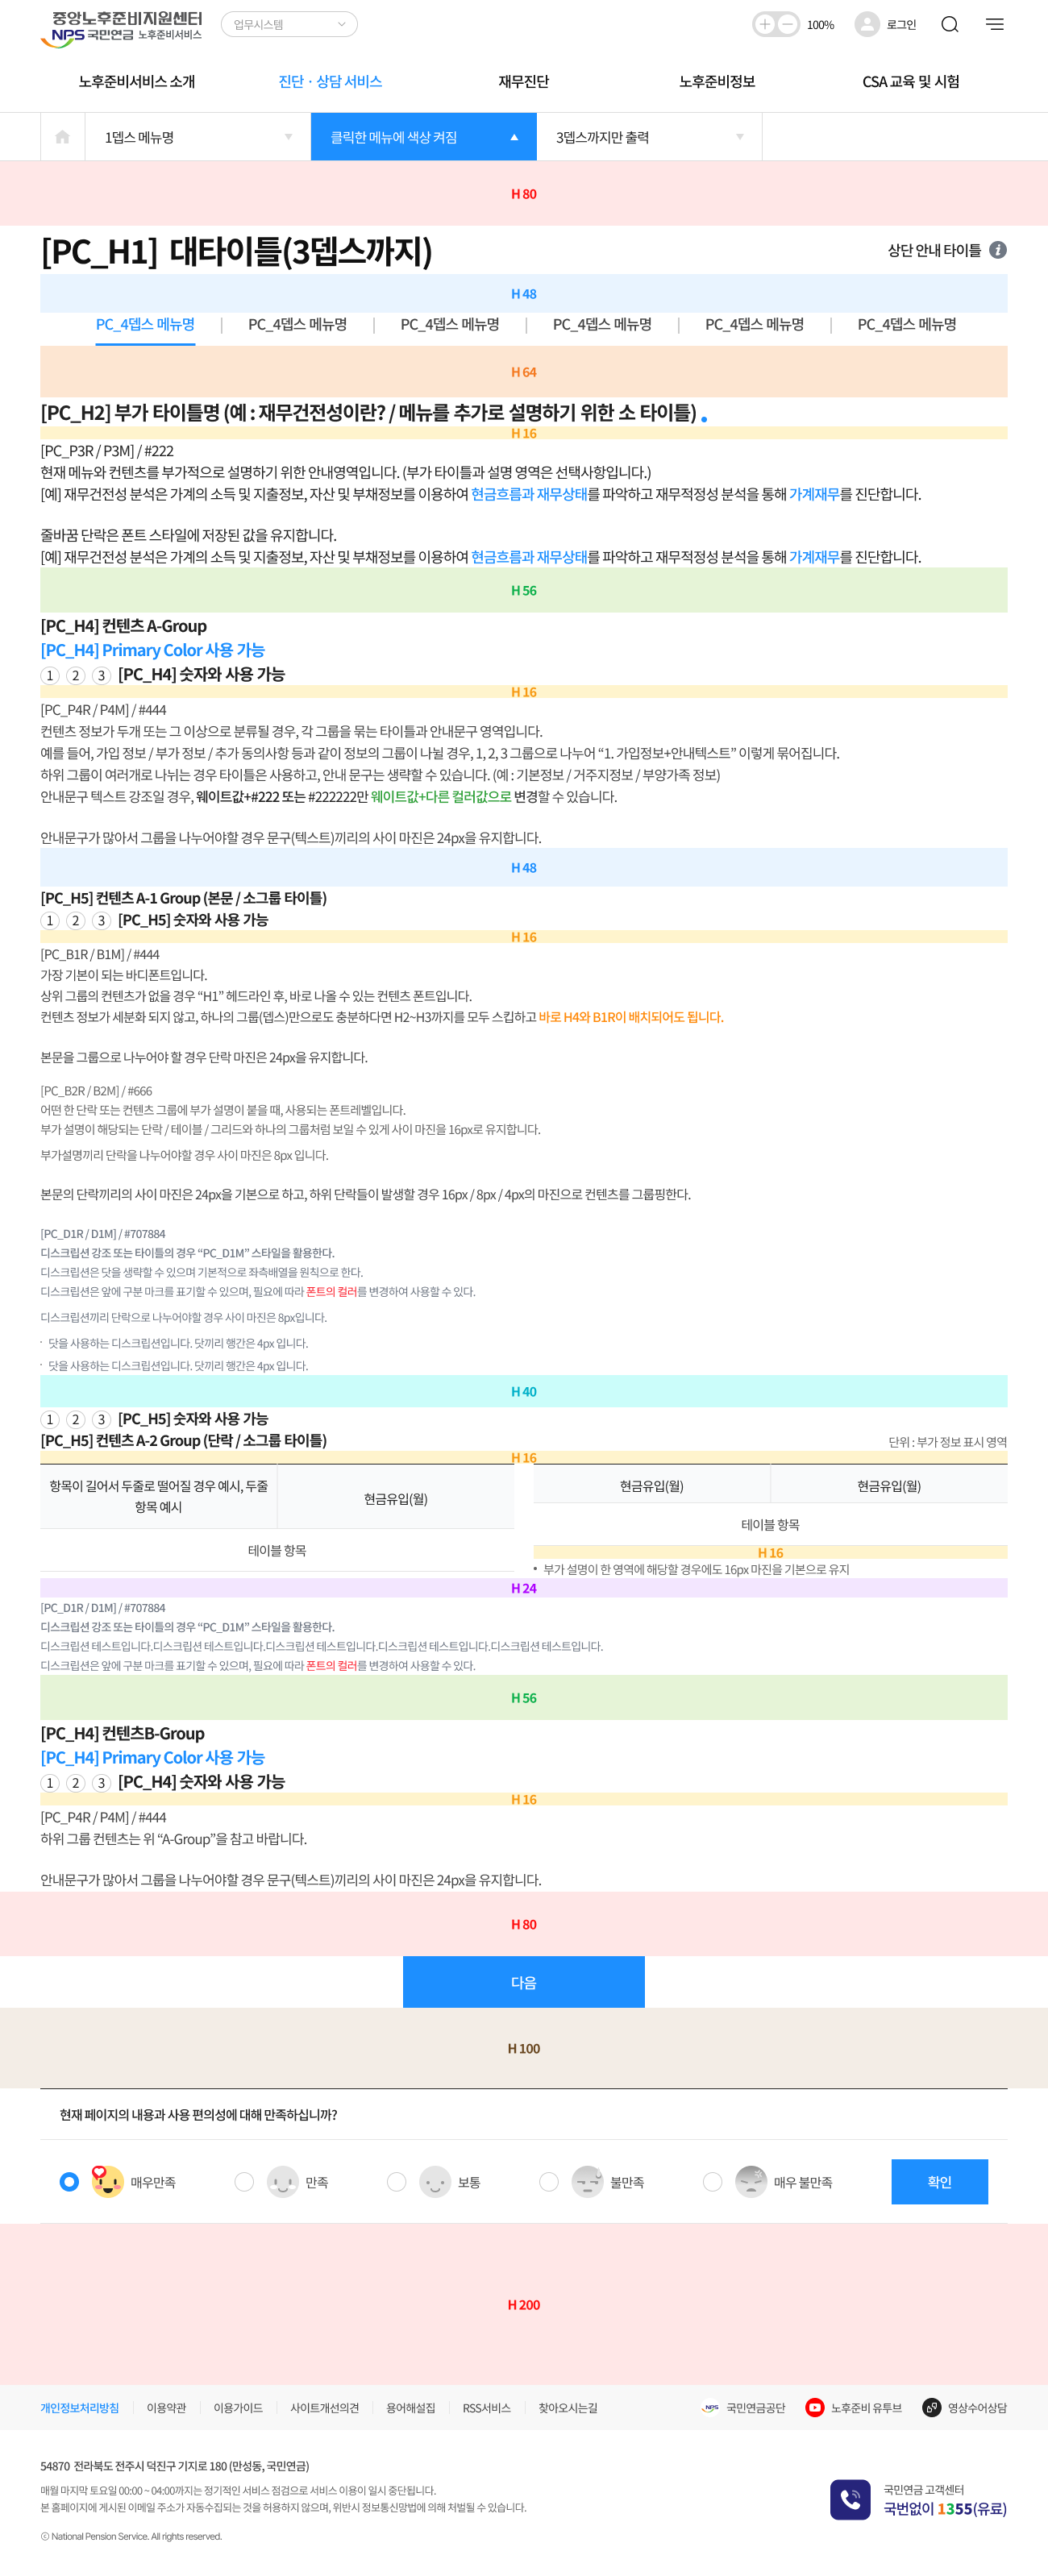 중앙노후준비지원센터
NPS 국민연금 노후준비서비스
업무시스템
100%
로그인
노후준비서비스 소개
진단 · 상담 서비스
재무진단
노후준비정보
CSA 교육 및 시험
1뎁스 메뉴명
클릭한 메뉴에 색상 켜짐
3뎁스까지만 출력
H 80
[PC_H1] 대타이틀(3뎁스까지)
상단 안내 타이틀
H 48
PC_4뎁스 메뉴명
PC_4뎁스 메뉴명
PC_4뎁스 메뉴명
PC_4뎁스 메뉴명
PC_4뎁스 메뉴명
PC_4뎁스 메뉴명
H 64
[PC_H2] 부가 타이틀명 (예 : 재무건전성이란? / 메뉴를 추가로 설명하기 위한 소 타이틀)
H 16
[PC_P3R / P3M] / #222
현재 메뉴와 컨텐츠를 부가적으로 설명하기 위한 안내영역입니다. (부가 타이틀과 설명 영역은 선택사항입니다.)
[예] 재무건전성 분석은 가계의 소득 및 지출정보, 자산 및 부채정보를 이용하여 현금흐름과 재무상태를 파악하고 재무적정성 분석을 통해 가계재무를 진단합니다.
줄바꿈 단락은 폰트 스타일에 저장된 값을 유지합니다.
[예] 재무건전성 분석은 가계의 소득 및 지출정보, 자산 및 부채정보를 이용하여 현금흐름과 재무상태를 파악하고 재무적정성 분석을 통해 가계재무를 진단합니다.
H 56
[PC_H4] 컨텐츠 A-Group
[PC_H4] Primary Color 사용 가능
1 2 3 [PC_H4] 숫자와 사용 가능
H 16
[PC_P4R / P4M] / #444
컨텐츠 정보가 두개 또는 그 이상으로 분류될 경우, 각 그룹을 묶는 타이틀과 안내문구 영역입니다.
예를 들어, 가입 정보 / 부가 정보 / 추가 동의사항 등과 같이 정보의 그룹이 나뉠 경우, 1, 2, 3 그룹으로 나누어 “1. 가입정보+안내텍스트” 이렇게 묶어집니다.
하위 그룹이 여러개로 나뉘는 경우 타이틀은 사용하고, 안내 문구는 생략할 수 있습니다. (예 : 기본정보 / 거주지정보 / 부양가족 정보)
안내문구 텍스트 강조일 경우, 웨이트값+#222 또는 #222222만 웨이트값+다른 컬러값으로 변경할 수 있습니다.
안내문구가 많아서 그룹을 나누어야할 경우 문구(텍스트)끼리의 사이 마진은 24px을 유지합니다.
H 48
[PC_H5] 컨텐츠 A-1 Group (본문 / 소그룹 타이틀)
1 2 3 [PC_H5] 숫자와 사용 가능
H 16
[PC_B1R / B1M] / #444
가장 기본이 되는 바디폰트입니다.
상위 그룹의 컨텐츠가 없을 경우 “H1” 헤드라인 후, 바로 나올 수 있는 컨텐츠 폰트입니다.
컨텐츠 정보가 세분화 되지 않고, 하나의 그룹(뎁스)만으로도 충분하다면 H2~H3까지를 모두 스킵하고 바로 H4와 B1R이 배치되어도 됩니다.
본문을 그룹으로 나누어야 할 경우 단락 마진은 24px을 유지합니다.
[PC_B2R / B2M] / #666
어떤 한 단락 또는 컨텐츠 그룹에 부가 설명이 붙을 때, 사용되는 폰트레벨입니다.
부가 설명이 해당되는 단락 / 테이블 / 그리드와 하나의 그룹처럼 보일 수 있게 사이 마진을 16px로 유지합니다.
부가설명끼리 단락을 나누어야할 경우 사이 마진은 8px 입니다.
본문의 단락끼리의 사이 마진은 24px을 기본으로 하고, 하위 단락들이 발생할 경우 16px / 8px / 4px의 마진으로 컨텐츠를 그룹핑한다.
[PC_D1R / D1M] / #707884
디스크립션 강조 또는 타이틀의 경우 “PC_D1M” 스타일을 활용한다.
디스크립션은 닷을 생략할 수 있으며 기본적으로 좌측배열을 원칙으로 한다.
디스크립션은 앞에 구분 마크를 표기할 수 있으며, 필요에 따라 폰트의 컬러를 변경하여 사용할 수 있다.
디스크립션끼리 단락으로 나누어야할 경우 사이 마진은 8px입니다.
· 닷을 사용하는 디스크립션입니다. 닷끼리 행간은 4px 입니다.
· 닷을 사용하는 디스크립션입니다. 닷끼리 행간은 4px 입니다.
H 40
1 2 3 [PC_H5] 숫자와 사용 가능
[PC_H5] 컨텐츠 A-2 Group (단락 / 소그룹 타이틀)
단위 : 부가 정보 표시 영역
H 16
항목이 길어서 두줄로 떨어질 경우 예시, 두줄
항목 예시
현금유입(월)
테이블 항목
현금유입(월)
현금유입(월)
테이블 항목
H 16
• 부가 설명이 한 영역에 해당할 경우에도 16px 마진을 기본으로 유지
H 24
[PC_D1R / D1M] / #707884
디스크립션 강조 또는 타이틀의 경우 “PC_D1M” 스타일을 활용한다.
디스크립션 테스트입니다.디스크립션 테스트입니다.디스크립션 테스트입니다.디스크립션 테스트입니다.디스크립션 테스트입니다.
디스크립션은 앞에 구분 마크를 표기할 수 있으며, 필요에 따라 폰트의 컬러를 변경하여 사용할 수 있다.
H 56
[PC_H4] 컨텐츠B-Group
[PC_H4] Primary Color 사용 가능
1 2 3 [PC_H4] 숫자와 사용 가능
H 16
[PC_P4R / P4M] / #444
하위 그룹 컨텐츠는 위 “A-Group”을 참고 바랍니다.
안내문구가 많아서 그룹을 나누어야할 경우 문구(텍스트)끼리의 사이 마진은 24px을 유지합니다.
H 80
다음
H 100
현재 페이지의 내용과 사용 편의성에 대해 만족하십니까?
매우만족
만족
보통
불만족
매우 불만족
확인
H 200
개인정보처리방침
이용약관
이용가이드
사이트개선의견
용어해설집
RSS서비스
찾아오시는길
NPS 국민연금공단
노후준비 유투브
영상수어상담
54870 전라북도 전주시 덕진구 기지로 180 (만성동, 국민연금)
매월 마지막 토요일 00:00 ~ 04:00까지는 정기적인 서비스 점검으로 서비스 이용이 일시 중단됩니다.
본 홈페이지에 게시된 이메일 주소가 자동수집되는 것을 허용하지 않으며, 위반시 정보통신망법에 의해 처벌될 수 있습니다.
ⓒ National Pension Service. All rights reserved.
국민연금 고객센터
국번없이 1355(유료)